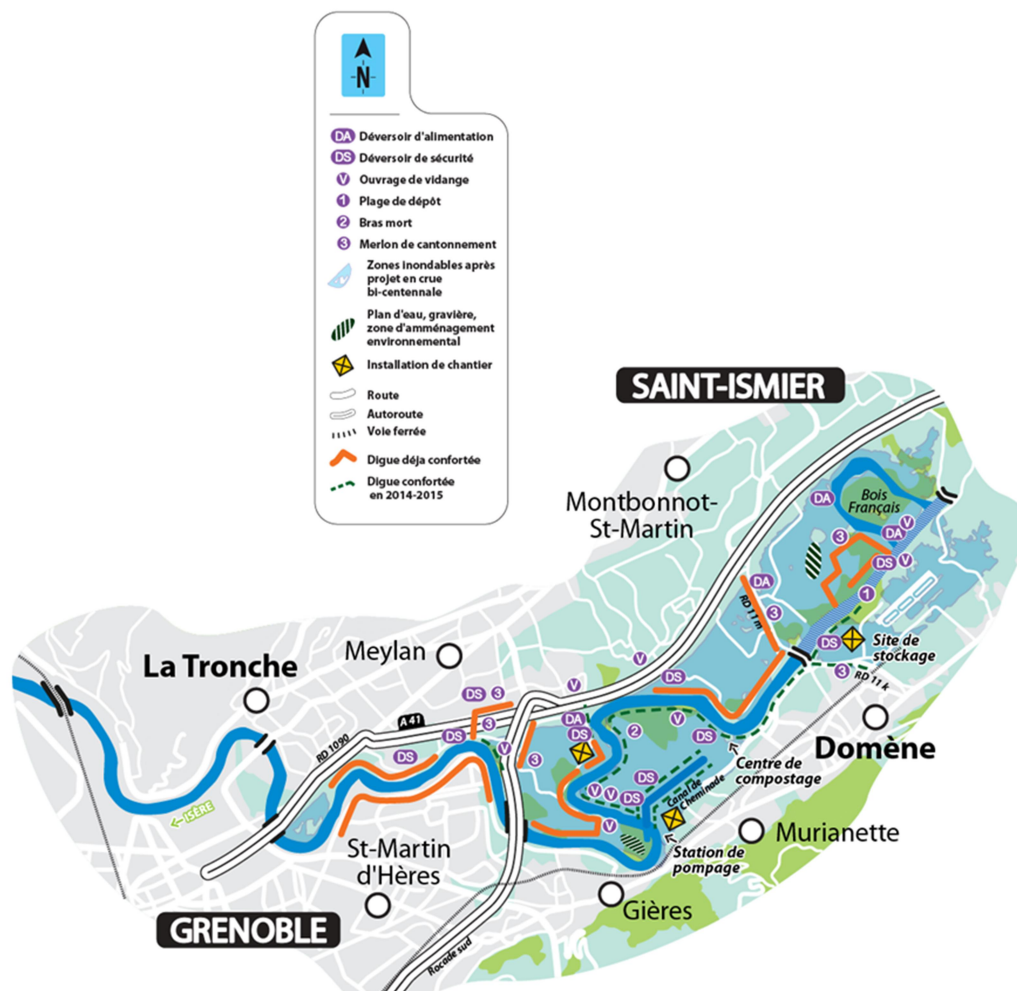 N
DA Déversoir d'alimentation
DS Déversoir de sécurité
V Ouvrage de vidange
1 Plage de dépôt
2 Bras mort
3 Merlon de cantonnement
Zones inondables après
projet en crue
bi-centennale
Plan d'eau, gravière,
zone d'amménagement
environnemental
Installation de chantier
Route
Autoroute
Voie ferrée
Digue déja confortée
Digue confortée
en 2014-2015
SAINT-ISMIER
Montbonnot-
St-Martin
Bois
Français
DA
V
DA
3
DS V
1
DA
RD 11m
3
DS
Site de
stockage
3
RD 11 k
Meylan
La Tronche
V
DS
V
DS 3
A 41
3
DS
DA
DS
2
V
DS
Domène
RD 1090
DS
V
3
Centre de
compostage
DS
V V
DS
Canal de
Cheminade
ISÈRE
V
Murianette
Station de
pompage
St-Martin
d'Hères
Gières
GRENOBLE
Rocade sud